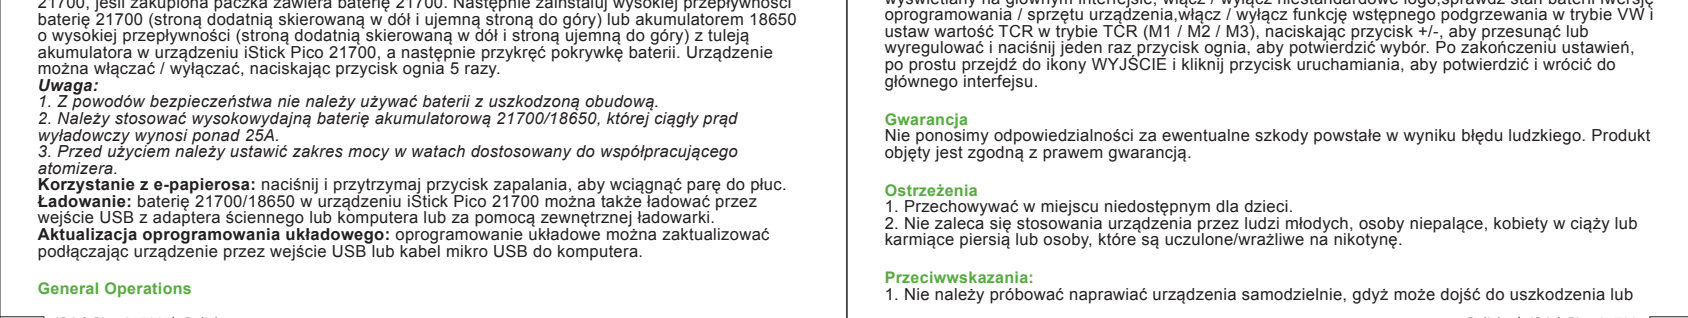 21700, jeśli zakupiona paczka zawiera baterię 21700. Następnie zainstaluj wysokiej przepływności
baterię 21700 (stroną dodatnią skierowaną w dół i ujemną stroną do góry) lub akumulatorem 18650
o wysokiej przepływności (stroną dodatnią skierowaną w dół i stroną ujemną do góry) z tuleją
akumulatora w urządzeniu iStick Pico 21700, a następnie przykręć pokrywkę baterii. Urządzenie
można włączać / wyłączać, naciskając przycisk ognia 5 razy.
Uwaga:
1. Z powodów bezpieczeństwa nie należy używać baterii z uszkodzoną obudową.
2. Należy stosować wysokowydajną baterię akumulatorową 21700/18650, której ciągły prąd
wyładowczy wynosi ponad 25A.
3. Przed użyciem należy ustawić zakres mocy w watach dostosowany do współpracującego
atomizera.
Korzystanie z e-papierosa: naciśnij i przytrzymaj przycisk zapalania, aby wciągnąć parę do płuc.
Ładowanie: baterię 21700/18650 w urządzeniu iStick Pico 21700 można także ładować przez
wejście USB z adaptera ściennego lub komputera lub za pomocą zewnętrznej ładowarki.
Aktualizacja oprogramowania układowego: oprogramowanie układowe można zaktualizować
podłączając urządzenie przez wejście USB lub kabel mikro USB do komputera.
General Operations
wyświetlany na głównym interfejsie, włącz / wyłącz niestandardowe logo,sprawdź stan baterii iwersję
oprogramowania / sprzętu urządzenia,włącz / wyłącz funkcję wstępnego podgrzewania w trybie VW i
ustaw wartość TCR w trybie TCR (M1 / M2 / M3), naciskając przycisk +/-, aby przesunąć lub
wyregulować i naciśnij jeden raz przycisk ognia, aby potwierdzić wybór. Po zakończeniu ustawień,
po prostu przejdź do ikony WYJŚCIE i kliknij przycisk uruchamiania, aby potwierdzić i wrócić do
głównego interfejsu.
Gwarancja
Nie ponosimy odpowiedzialności za ewentualne szkody powstałe w wyniku błędu ludzkiego. Produkt
objęty jest zgodną z prawem gwarancją.
Ostrzeżenia
1. Przechowywać w miejscu niedostępnym dla dzieci.
2. Nie zaleca się stosowania urządzenia przez ludzi młodych, osoby niepalące, kobiety w ciąży lub
karmiące piersią lub osoby, które są uczulone/wrażliwe na nikotynę.
Przeciwwskazania:
1. Nie należy próbować naprawiać urządzenia samodzielnie, gdyż może dojść do uszkodzenia lub